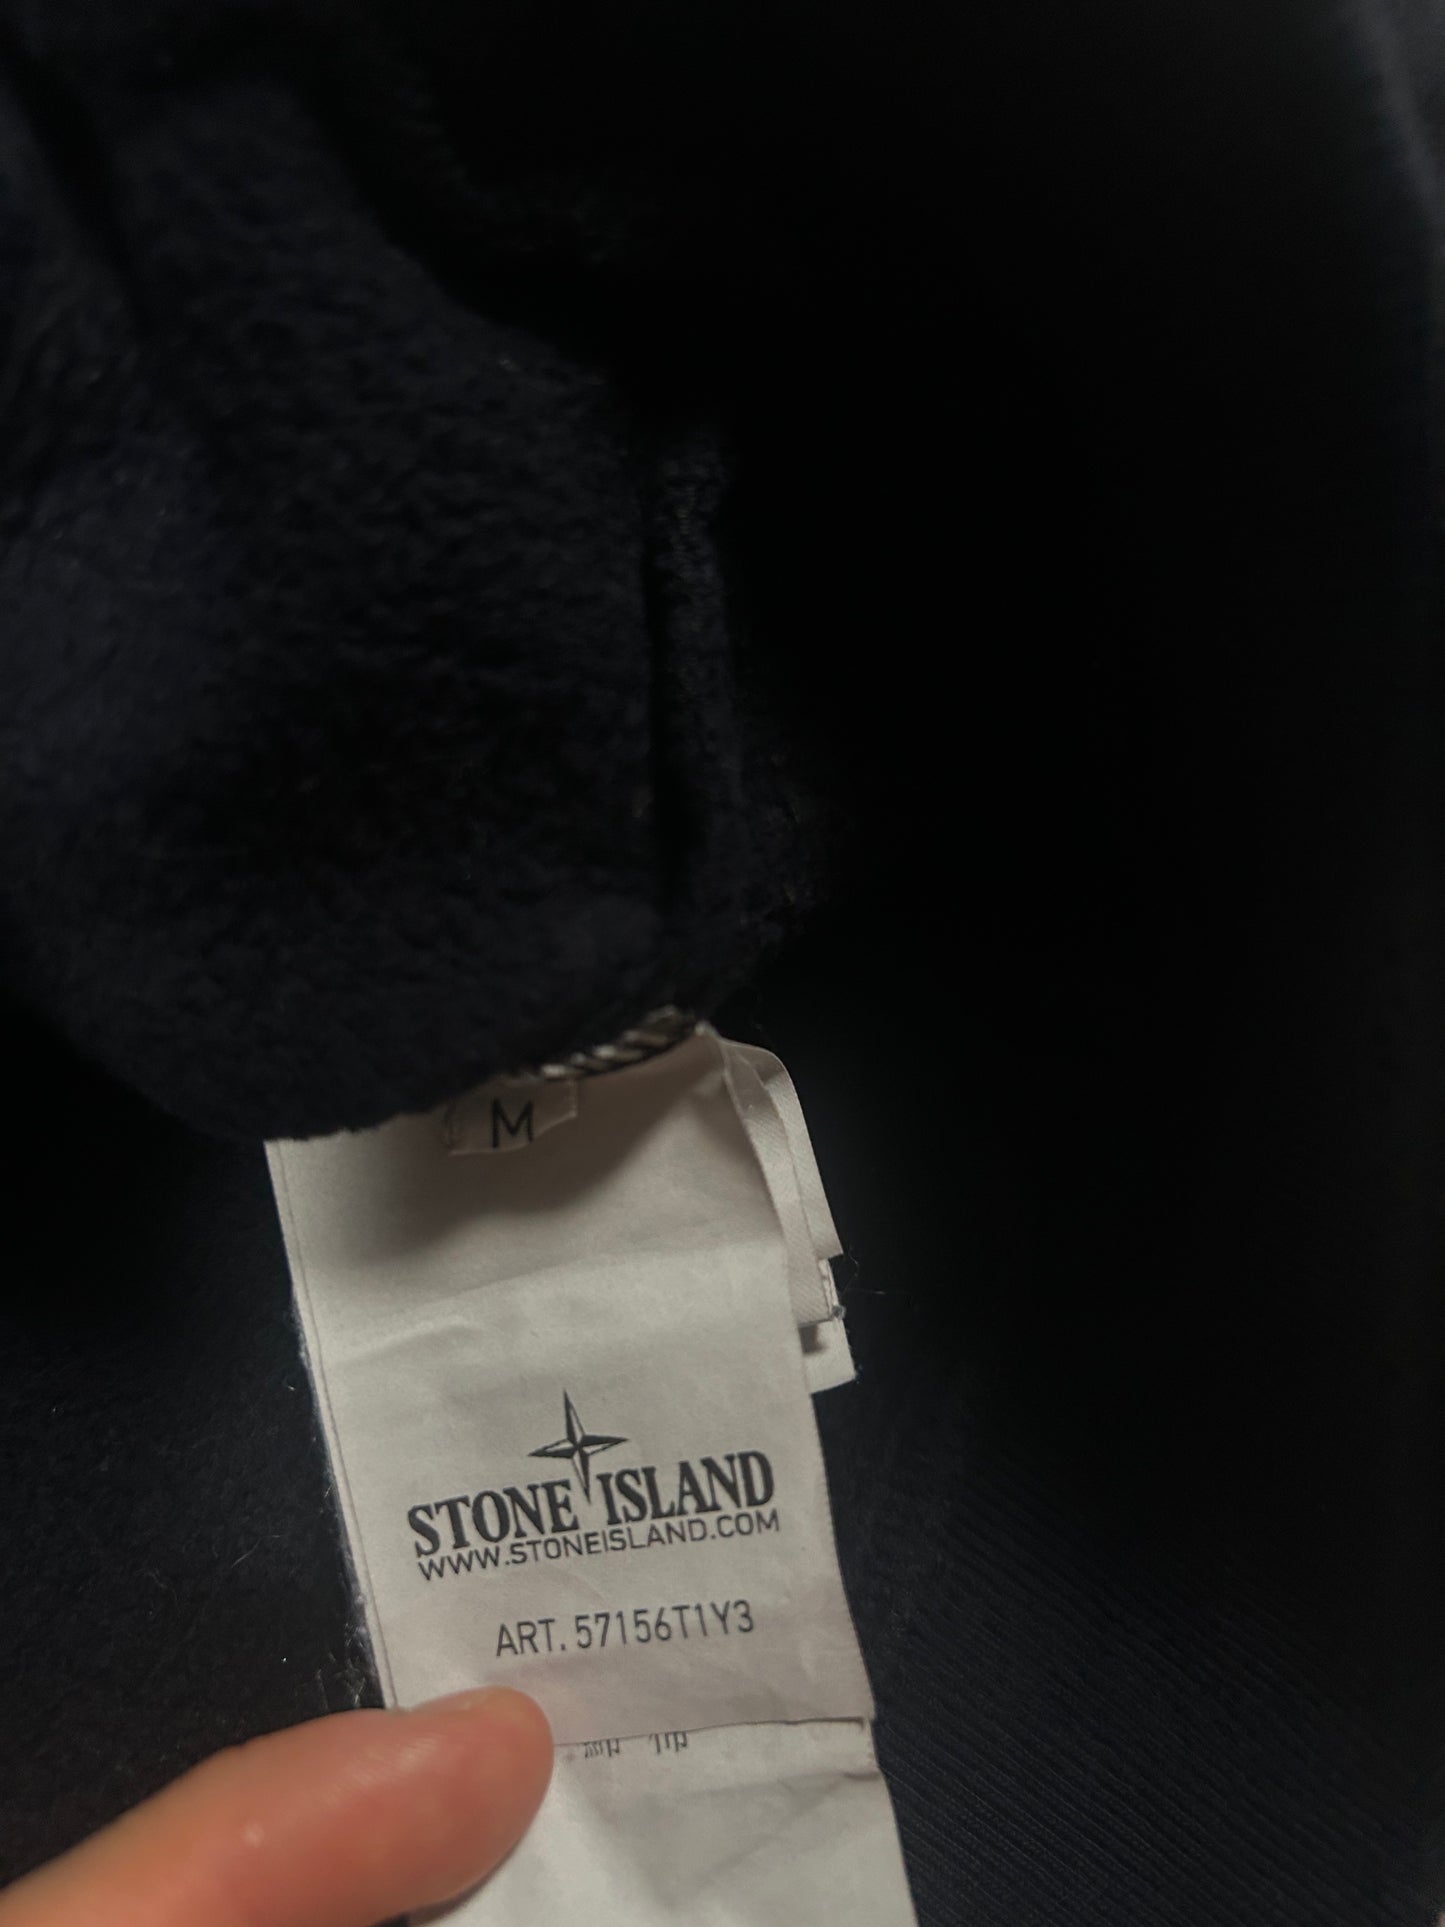 M
STONE ISLAND
WWW.STONEISLAND.COM
ART. 57156T1Y3